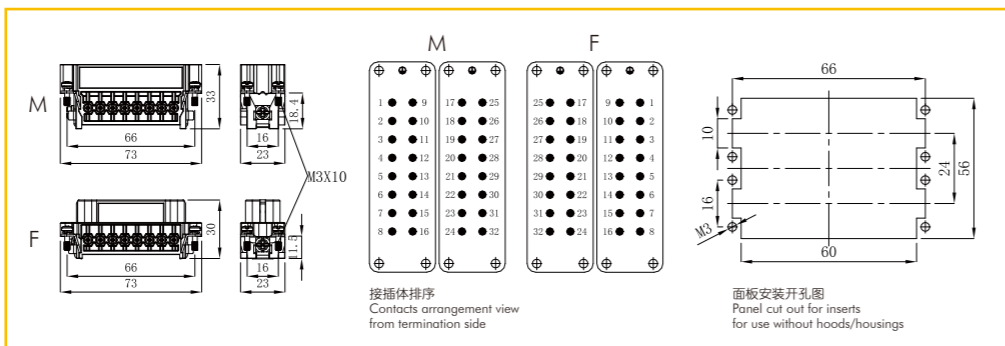 M F
M
33
18.4
66
73
16
23
M3X10
F
30
11.5
66
73
16
23
1 9 17 25 25 17 9 1
2 10 18 26 26 18 10 2
3 11 19 27 27 19 11 3
4 12 20 28 28 20 12 4
5 13 21 29 29 21 13 5
6 14 22 30 30 22 14 6
7 15 23 31 31 23 15 7
8 16 24 32 32 24 16 8
接插体排序
Contacts arrangement view
from termination side
66
10
16
M3
24
56
60
面板安装开孔图
Panel cut out for inserts
for use without hoods/housings